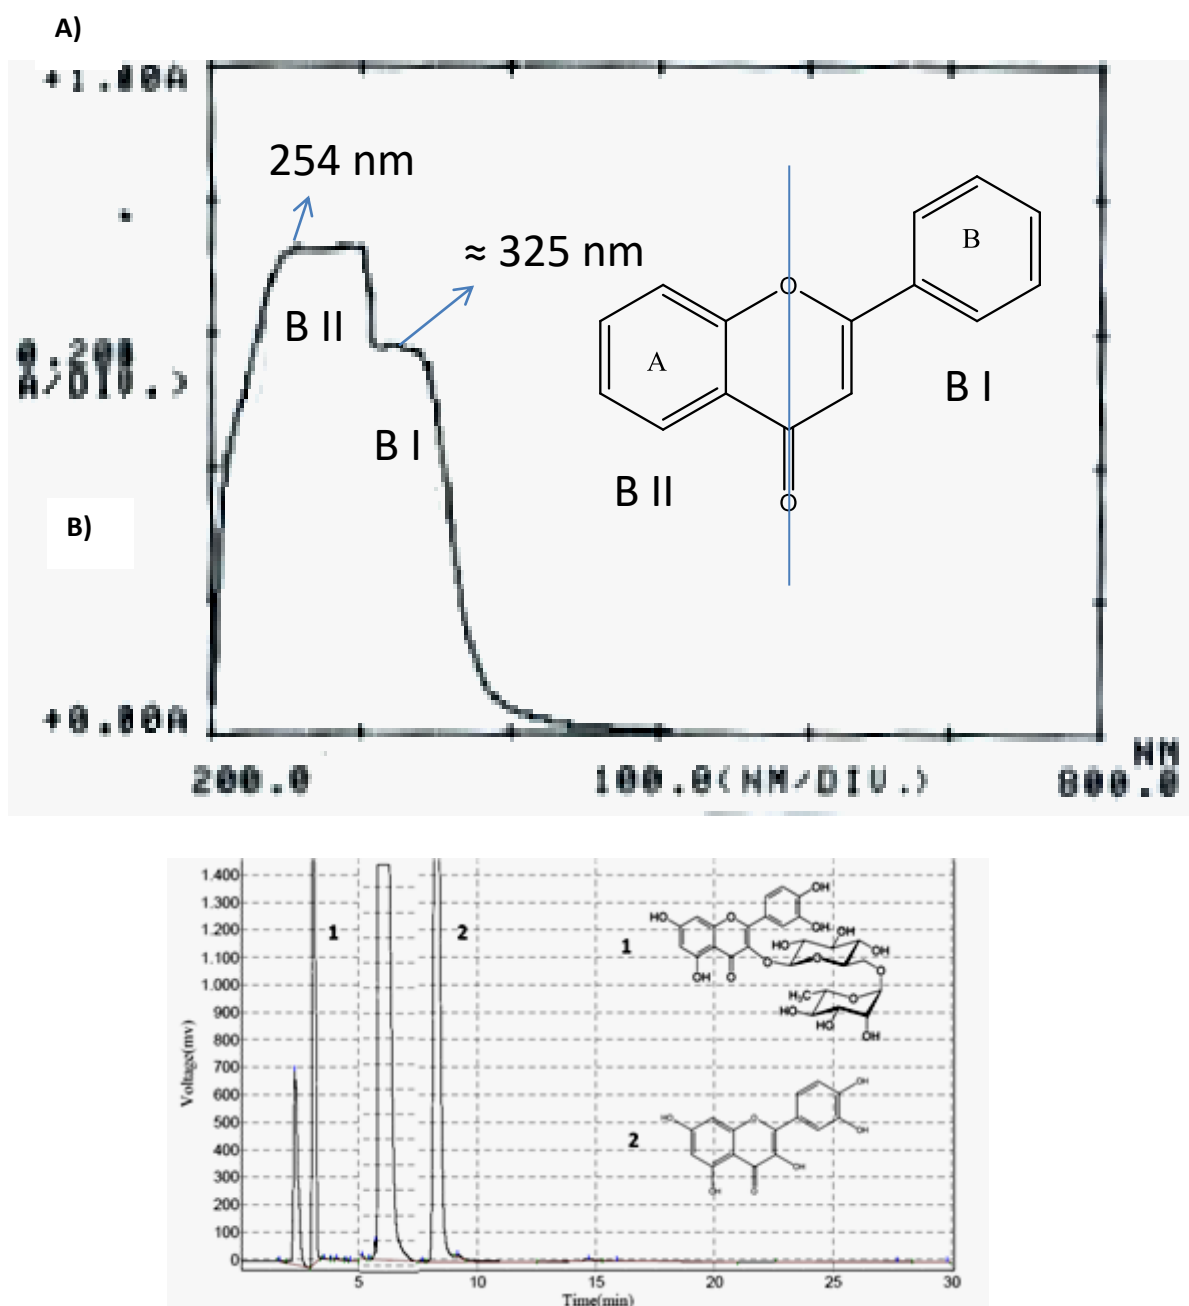 A)
+1.00A
254 nm
≈ 325 nm
B II
B I
0.200
A/DIV.)
O
A
B
B I
B II
O
B)
+0.00A
200.0
100.0(NM/DIV.)
NM
800.0
1.400
1.300
1.200
1.100
1.000
900
800
700
600
500
400
300
200
100
0
Voltage(mv)
5
10
15
20
25
30
Time(min)
1
2
1
HO
O
OH
OH
OH
O
O
HO
OH
OH
O
O
H₃C
O
HO
HO
OH
2
HO
O
OH
OH
OH
OH
O